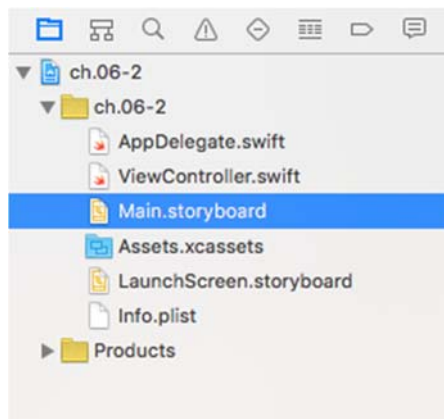 ch.06-2
ch.06-2
AppDelegate.swift
ViewController.swift
Main.storyboard
Assets.xcassets
LaunchScreen.storyboard
Info.plist
Products